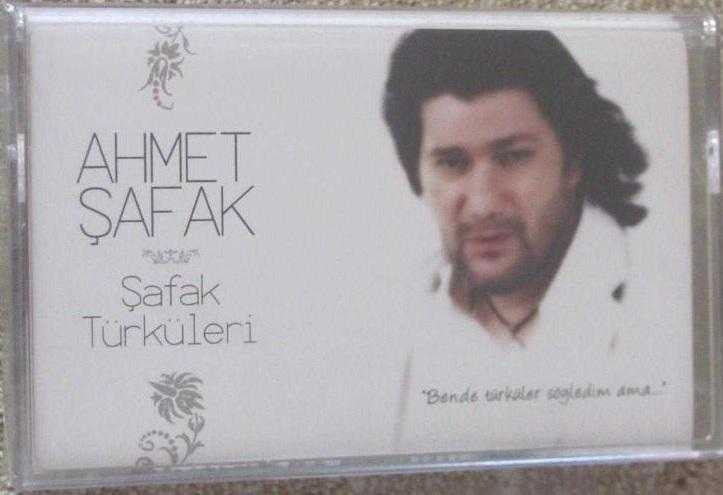 AHMET
ŞAFAK
Şafak
Türküleri
"Bende türküler söyledim ama..."